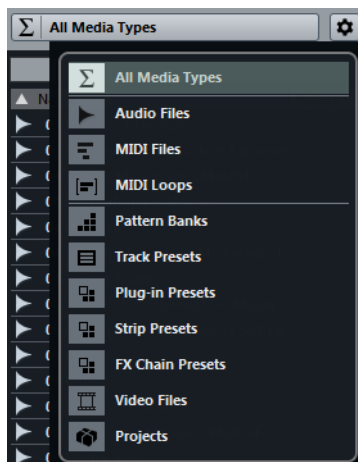 Σ All Media Types
Σ All Media Types
Audio Files
MIDI Files
MIDI Loops
Pattern Banks
Track Presets
Plug-in Presets
Strip Presets
FX Chain Presets
Video Files
Projects